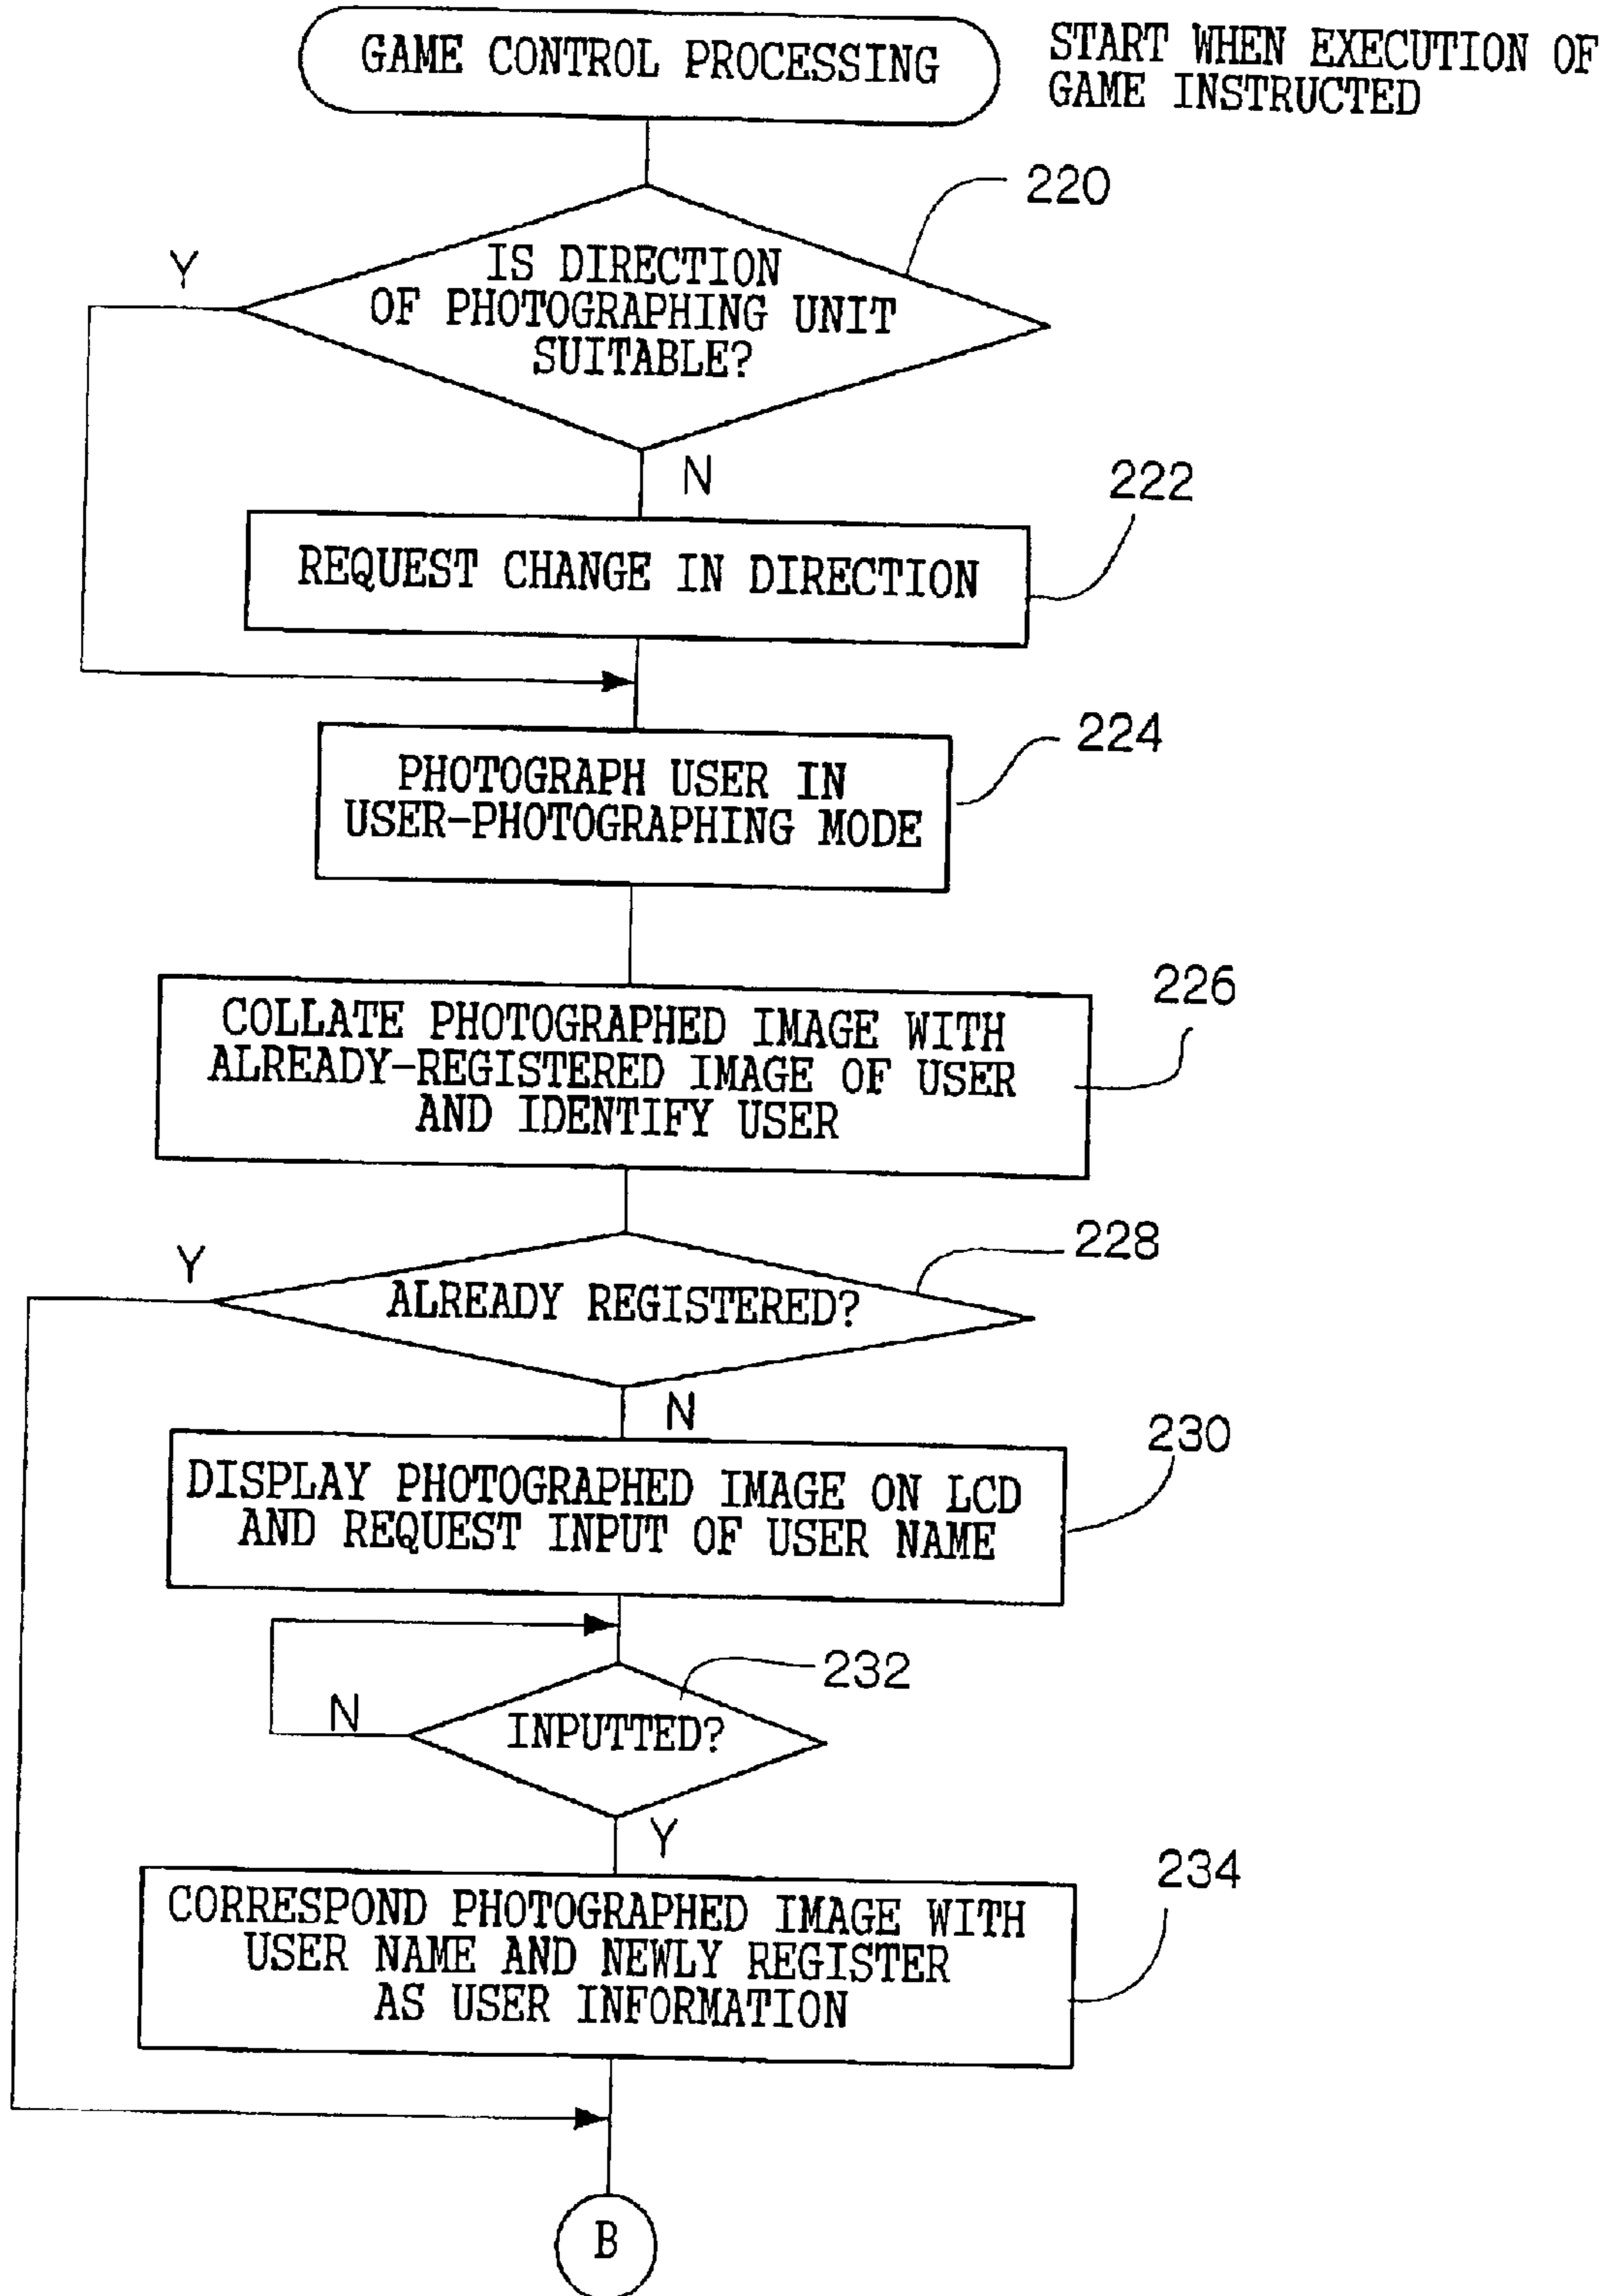 GAME CONTROL PROCESSING
START WHEN EXECUTION OF
GAME INSTRUCTED
220
IS DIRECTION
OF PHOTOGRAPHING UNIT
SUITABLE?
Y
N
222
REQUEST CHANGE IN DIRECTION
224
PHOTOGRAPH USER IN
USER-PHOTOGRAPHING MODE
226
COLLATE PHOTOGRAPHED IMAGE WITH
ALREADY-REGISTERED IMAGE OF USER
AND IDENTIFY USER
228
Y
ALREADY REGISTERED?
N
230
DISPLAY PHOTOGRAPHED IMAGE ON LCD
AND REQUEST INPUT OF USER NAME
232
N
INPUTTED?
Y
234
CORRESPOND PHOTOGRAPHED IMAGE WITH
USER NAME AND NEWLY REGISTER
AS USER INFORMATION
B